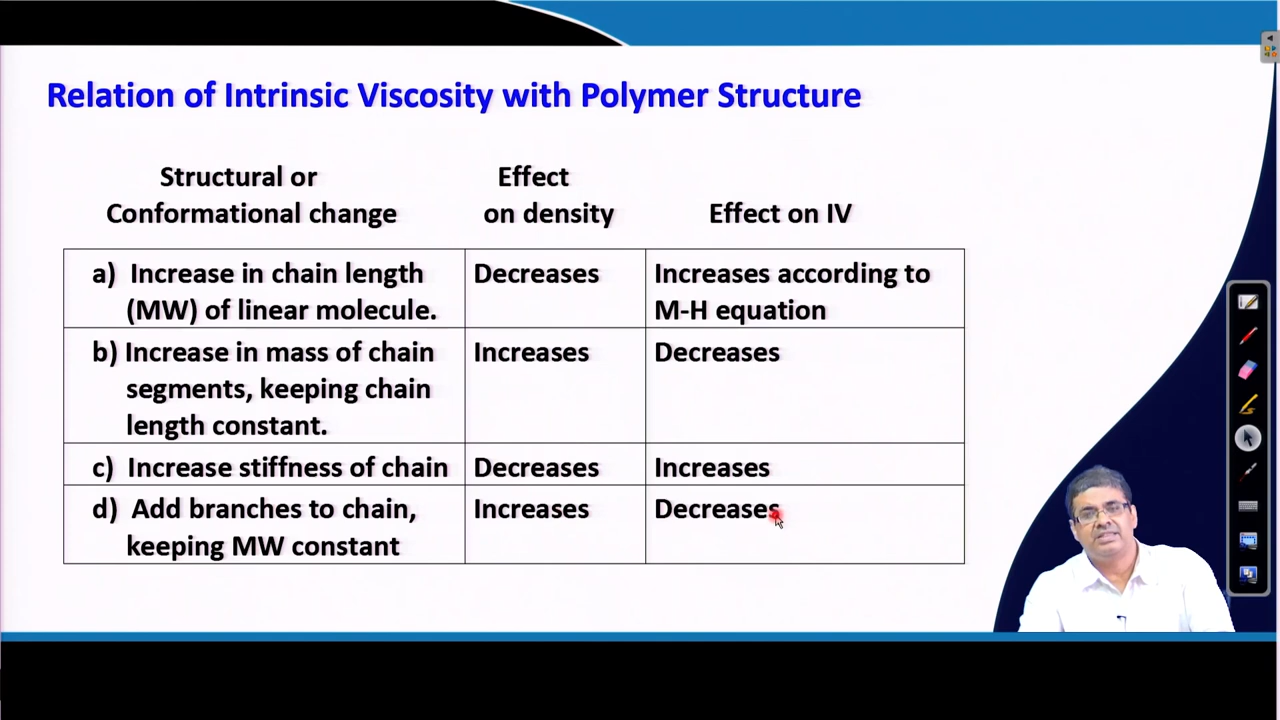 Relation of Intrinsic Viscosity with Polymer Structure
Structural or
Conformational change
Effect
on density
Effect on IV
a) Increase in chain length
(MW) of linear molecule.
Decreases
Increases according to
M-H equation
b) Increase in mass of chain
segments, keeping chain
length constant.
Increases
Decreases
c) Increase stiffness of chain
Decreases
Increases
d) Add branches to chain,
keeping MW constant
Increases
Decreases